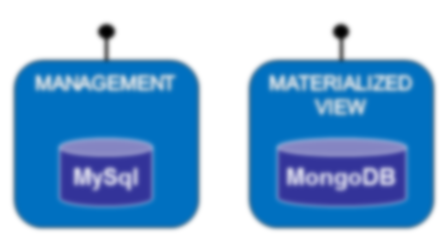 MANAGEMENT
MySql
MATERIALIZED
VIEW
MongoDB